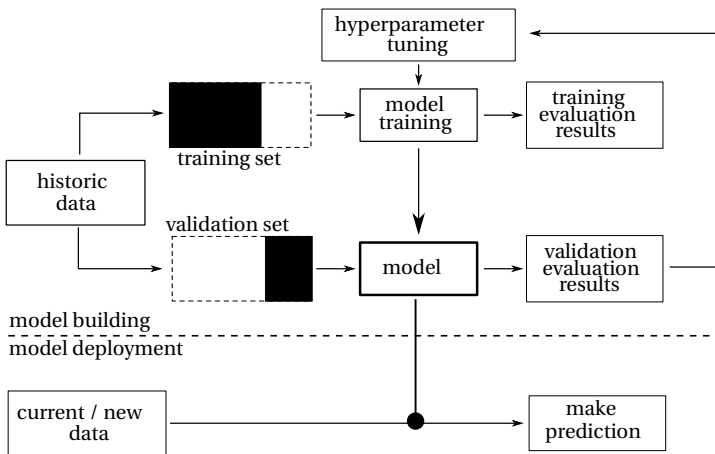 hyperparameter
tuning
model
training
training
evaluation
results
training set
historic
data
validation set
model
validation
evaluation
results
model building
model deployment
current / new
data
make
prediction